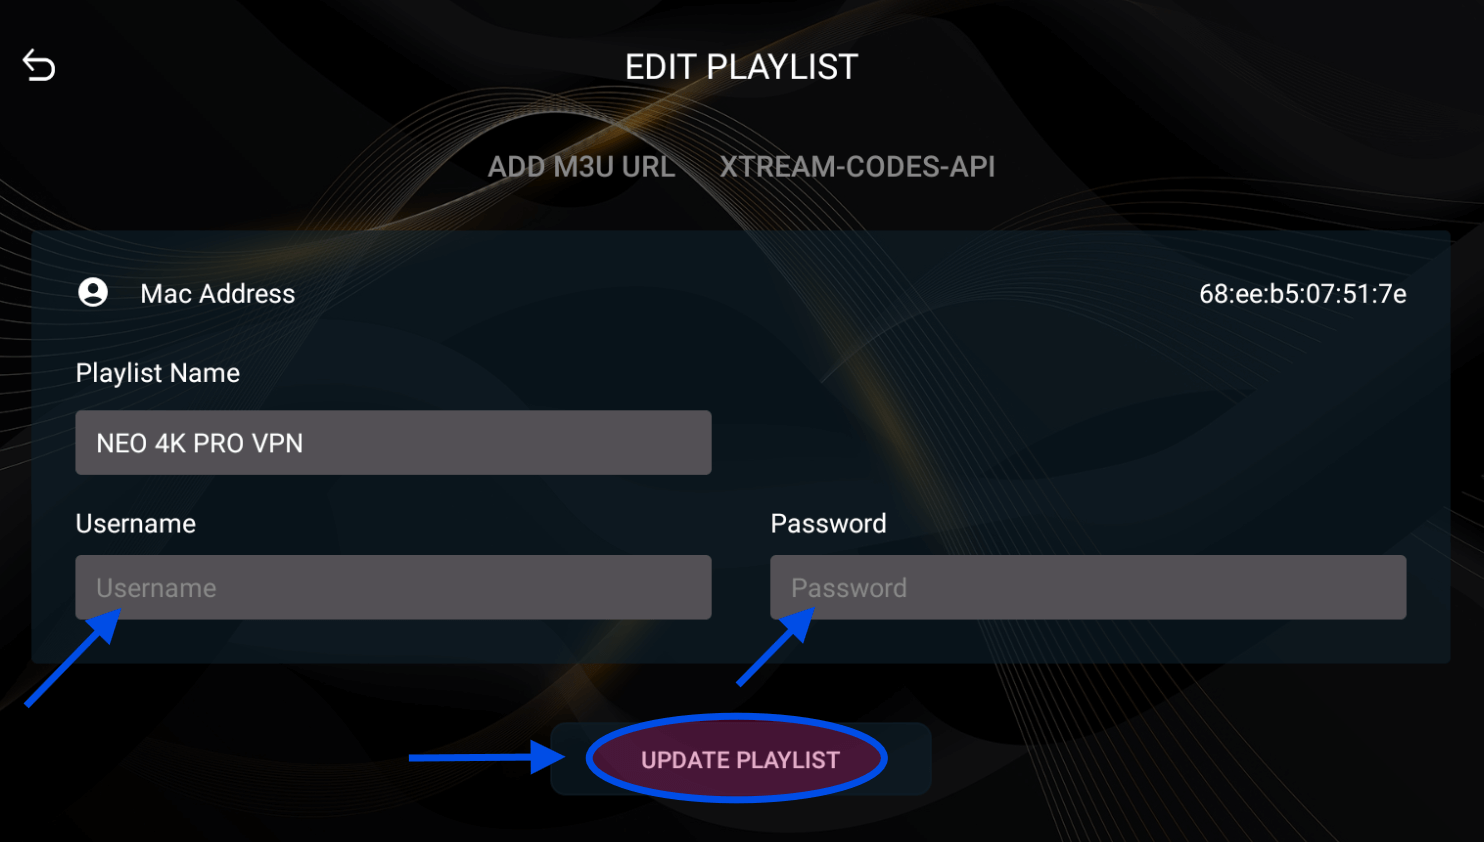 EDIT PLAYLIST
ADD M3U URL XTREAM-CODES-API
Mac Address 68:ee:b5:07:51:7e
Playlist Name
NEO 4K PRO VPN
Username Password
Username Password
UPDATE PLAYLIST